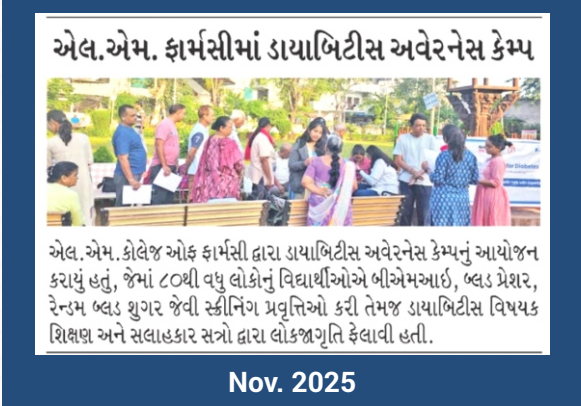 એલ.એમ. ફાર્મસીમાં ડાયાબિટીસ અવેરનેસ કેમ્પ
એલ.એમ.કોલેજ ઓફ ફાર્મસી દ્વારા ડાયાબિટીસ અવેરનેસ કેમ્પનું આયોજન
કરાયું હતું, જેમાં ૮૦થી વધુ લોકોનું વિદ્યાર્થીઓએ બીએમઆઇ, બ્લડ પ્રેશર,
રેન્ડમ બ્લડ શુગર જેવી સ્ક્રીનિંગ પ્રવૃત્તિઓ કરી તેમજ ડાયાબિટીસ વિષયક
શિક્ષણ અને સલાહકાર સત્રો દ્વારા લોકજાગૃતિ ફેલાવી હતી.
Nov. 2025